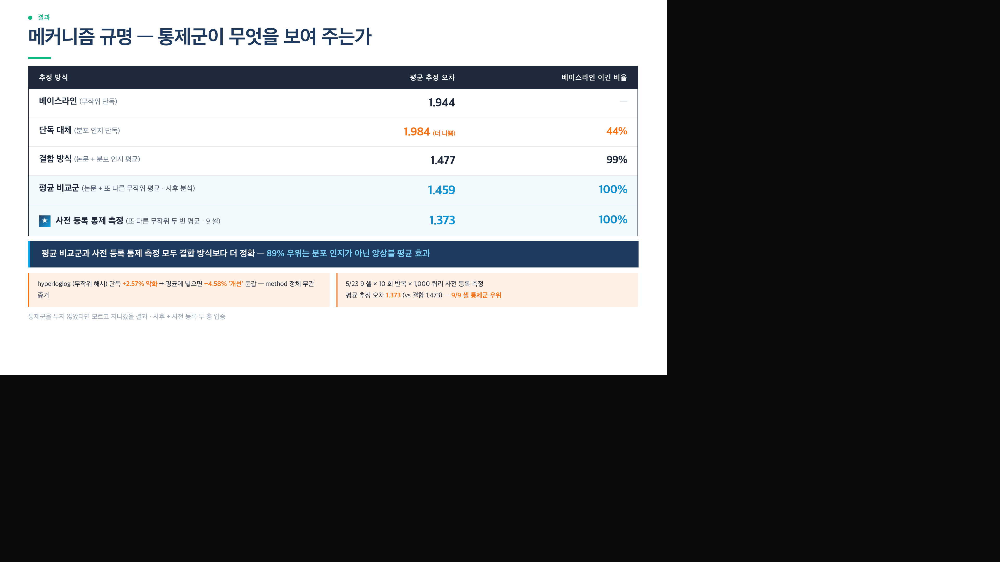 결과
메커니즘 규명 — 통제군이 무엇을 보여 주는가
추정 방식 평균 추정 오차 베이스라인 이긴 비율
베이스라인 (무작위 단독) 1.944 —
단독 대체 (분포 인지 단독) 1.984 (더 나쁨) 44%
결합 방식 (논문 + 분포 인지 평균) 1.477 99%
평균 비교군 (논문 + 또 다른 무작위 평균 · 사후 분석) 1.459 100%
★ 사전 등록 통제 측정 (또 다른 무작위 두 번 평균 · 9 셀) 1.373 100%
평균 비교군과 사전 등록 통제 측정 모두 결합 방식보다 더 정확 — 89% 우위는 분포 인지가 아닌 앙상블 평균 효과
hyperloglog (무작위 해시) 단독 +2.57% 악화 → 평균에 넣으면 −4.58% '개선' 둔갑 — method 정체 무관
증거
5/23 9 셀 × 10 회 반복 × 1,000 쿼리 사전 등록 측정
평균 추정 오차 1.373 (vs 결합 1.473) — 9/9 셀 통제군 우위
통제군을 두지 않았다면 모르고 지나갔을 결과 · 사후 + 사전 등록 두 층 입증